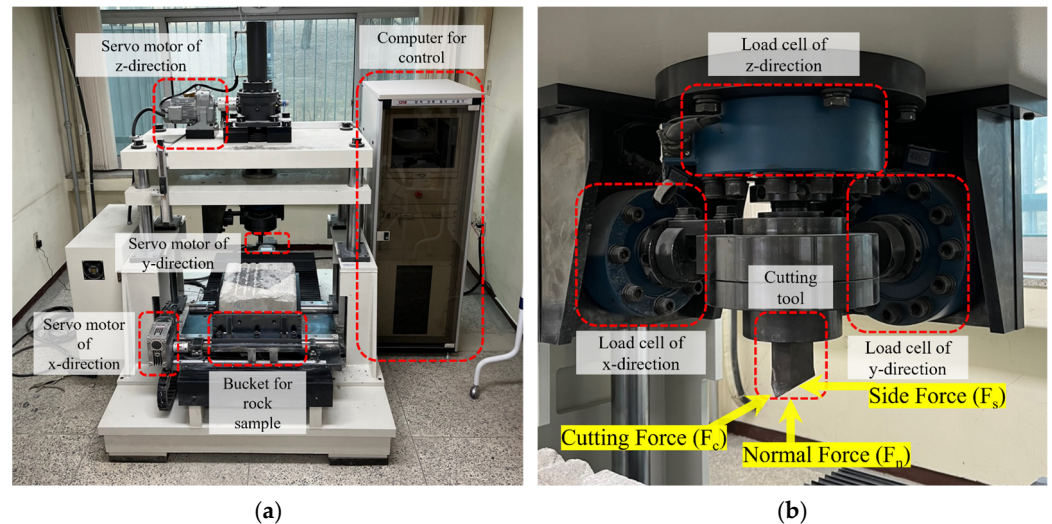 Servo motor of
z-direction
Computer for
control
Servo motor of
y-direction
Servo motor
of
x-direction
Bucket for
rock
sample
(a)
Load cell of
z-direction
Cutting
tool
Load cell of
x-direction
Load cell of
y-direction
Side Force (Fs)
Cutting Force (Fc)
Normal Force (Fn)
(b)